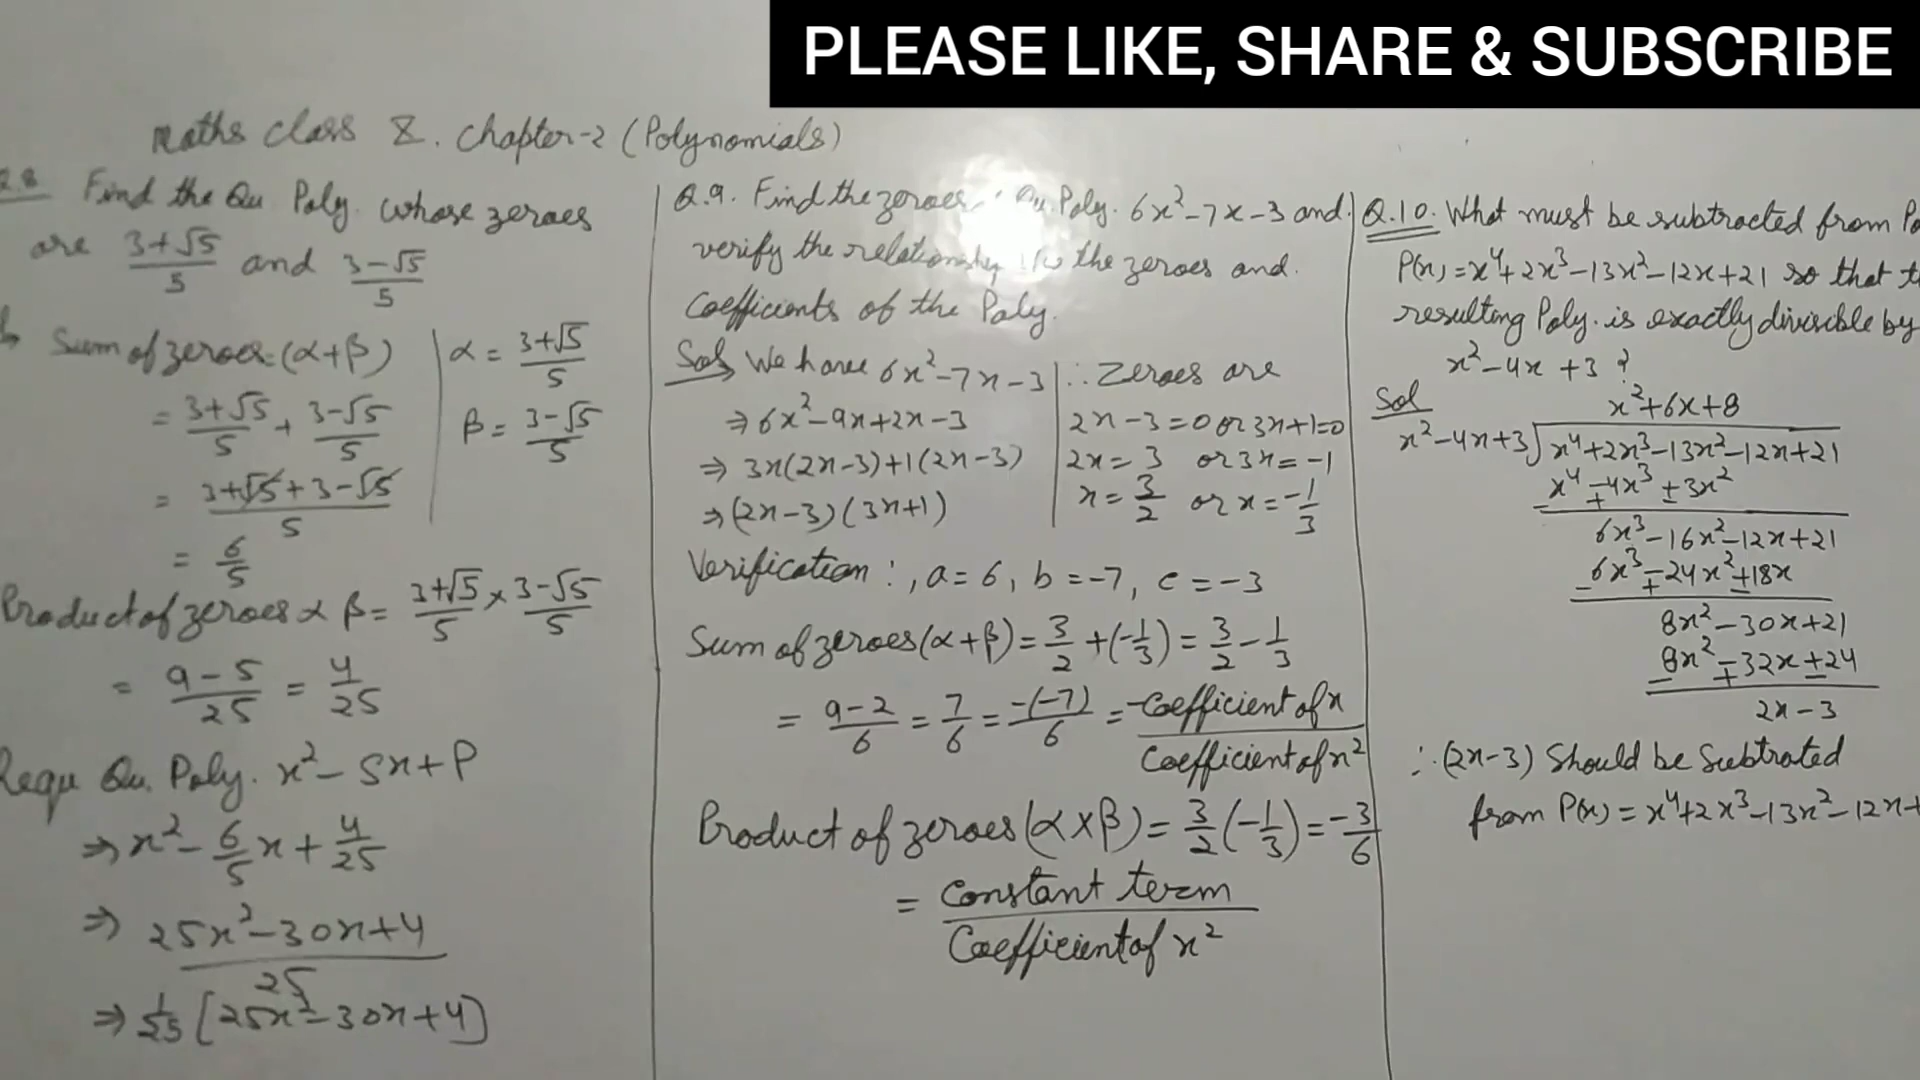 PLEASE LIKE, SHARE & SUBSCRIBE
Maths class X. Chapter-2 (Polynomials)
Q.8 Find the Qu. Poly. whose zeroes
are (3+√5)/5 and (3-√5)/5
Sum of zeroes = (α+β)
= (3+√5)/5 + (3-√5)/5
= (3+√5+3-√5)/5
= 6/5
α = (3+√5)/5
β = (3-√5)/5
Product of zeroes α β = (3+√5)/5 × (3-√5)/5
= (9-5)/25 = 4/25
Requ Qu. Poly. x²-Sx+P
⇒ x² - 6/5 x + 4/25
⇒ (25x²-30x+4)/25
⇒ 1/25 [25x²-30x+4]
Q.9. Find the zeroes Qu. Poly. 6x²-7x-3 and
verify the relationship b/w the zeroes and
Coefficients of the Poly.
Sol We have 6x²-7x-3
⇒ 6x²-9x+2x-3
⇒ 3x(2x-3)+1(2x-3)
⇒ (2x-3)(3x+1)
∴ Zeroes are
2x-3=0 or 3x+1=0
2x=3 or 3x=-1
x=3/2 or x=-1/3
Verification :, a=6, b=-7, c=-3
Sum of zeroes (α+β) = 3/2 + (-1/3) = 3/2 - 1/3
= (9-2)/6 = 7/6 = -(-7)/6 = -Coefficient of x/Coefficient of x²
Product of zeroes (α×β) = 3/2 (-1/3) = -3/6
= Constant term/Coefficient of x²
Q.10. What must be subtracted from Po
P(x)=x⁴+2x³-13x²-12x+21 so that t
resulting Poly. is exactly divisible by
x²-4x+3 ?
Sol
x²+6x+8
x²-4x+3) x⁴+2x³-13x²-12x+21
x⁴-4x³+3x²
- + -
6x³-16x²-12x+21
6x³-24x²+18x
- + -
8x²-30x+21
8x²-32x+24
- + -
2x-3
∴ (2x-3) Should be Subtrated
from P(x)=x⁴+2x³-13x²-12x+